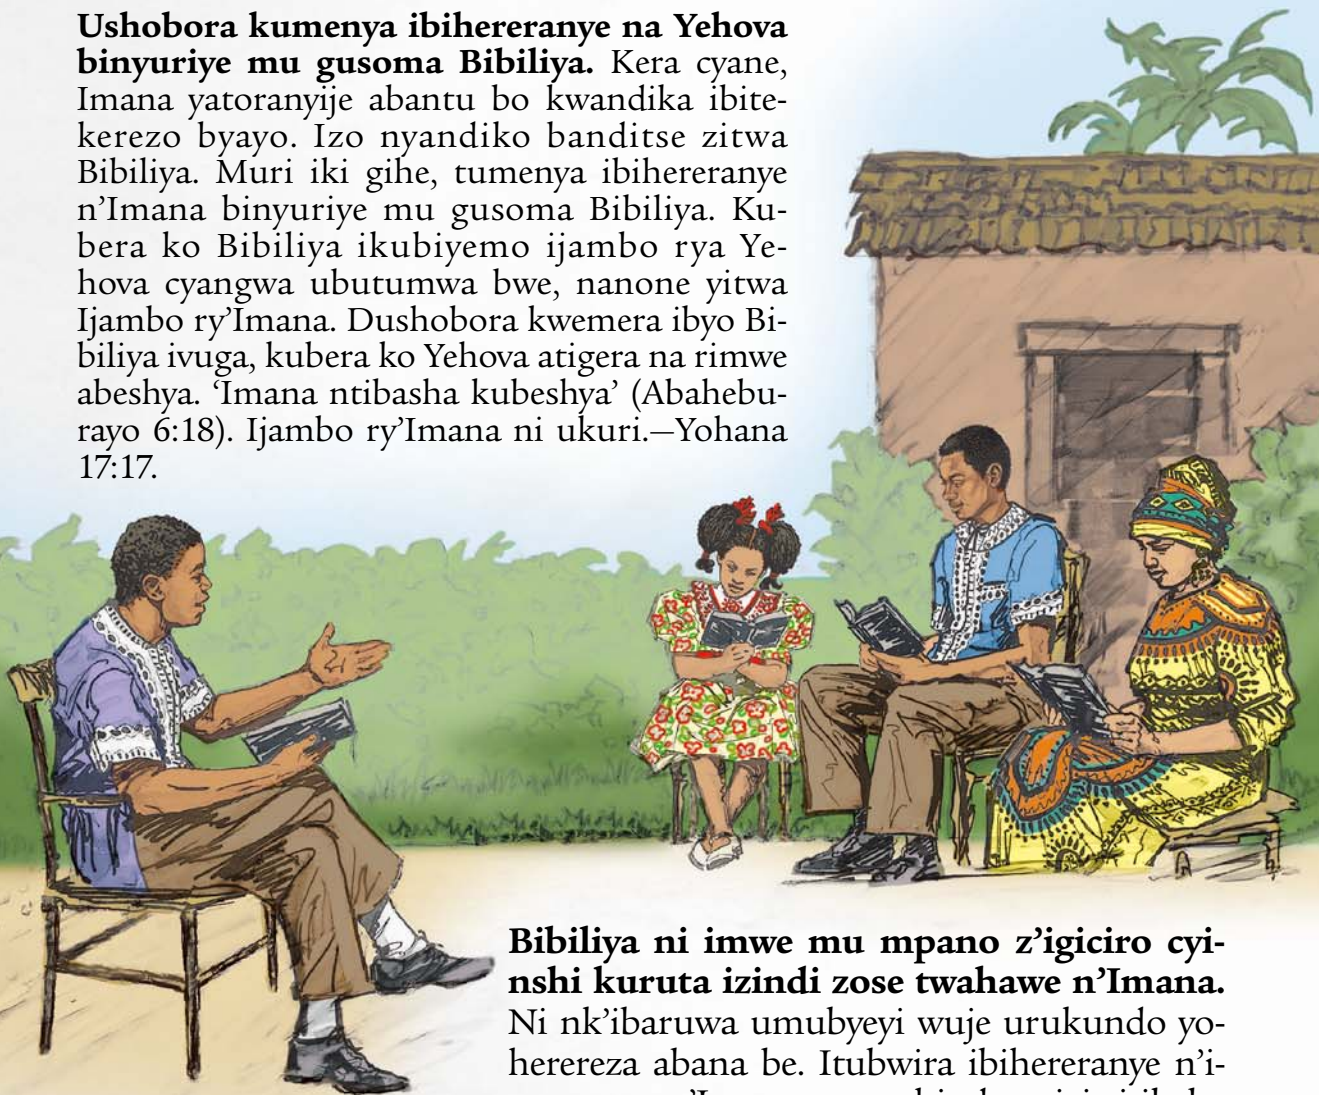 Ushobora kumenya ibihereranye na Yehova
binyuriye mu gusoma Bibiliya. Kera cyane,
Imana yatoranyije abantu bo kwandika ibite-
kerezo byayo. Izo nyandiko banditse zitwa
Bibiliya. Muri iki gihe, tumenya ibihereranye
n’Imana binyuriye mu gusoma Bibiliya. Ku-
bera ko Bibiliya ikubiyemo ijambo rya Ye-
hova cyangwa ubutumwa bwe, nanone yitwa
Ijambo ry’Imana. Dushobora kwemera ibyo Bi-
biliya ivuga, kubera ko Yehova atigera na rimwe
abeshya. ‘Imana ntibasha kubeshya’ (Abahebu-
rayo 6:18). Ijambo ry’Imana ni ukuri.—Yohana
17:17.
Bibiliya ni imwe mu mpano z’igiciro cyi-
nshi kuruta izindi zose twahawe n’Imana.
Ni nk’ibaruwa umubyeyi wuje urukundo yo-
herereza abana be. Itubwira ibihereranye n’i-